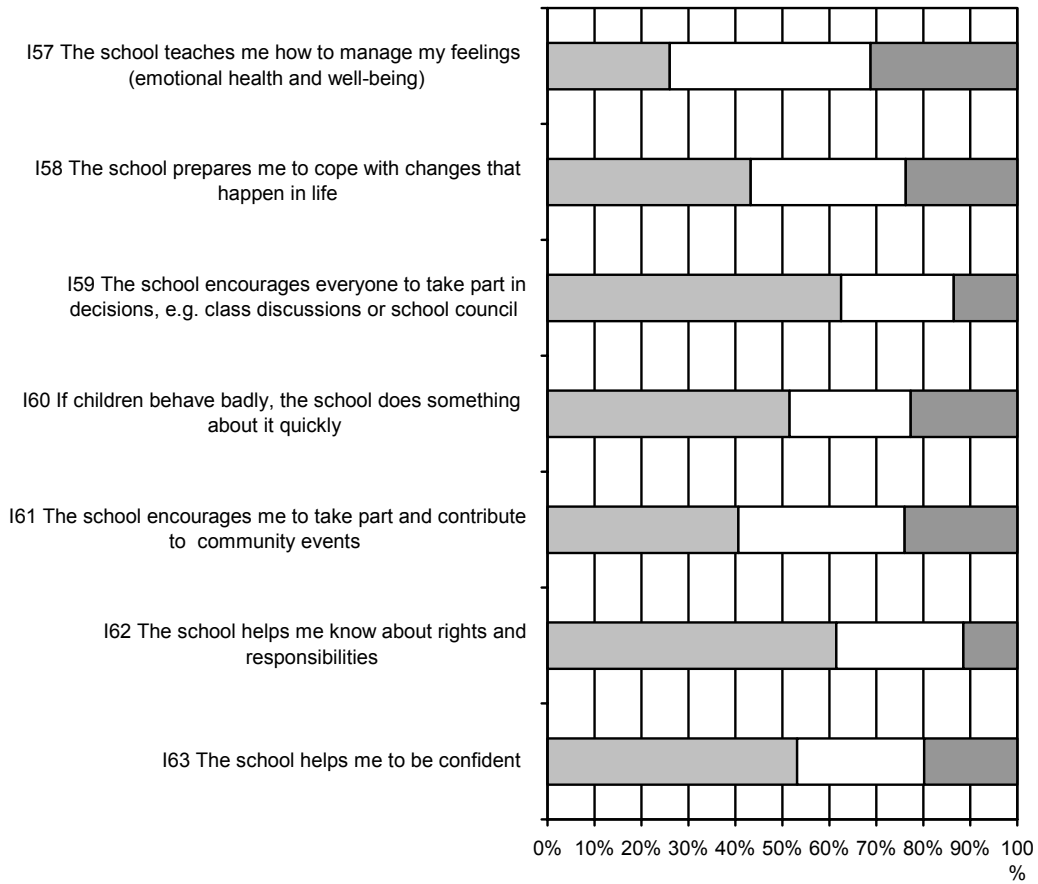 I57 The school teaches me how to manage my feelings
(emotional health and well-being)
I58 The school prepares me to cope with changes that
happen in life
I59 The school encourages everyone to take part in
decisions, e.g. class discussions or school council
I60 If children behave badly, the school does something
about it quickly
I61 The school encourages me to take part and contribute
to  community events
I62 The school helps me know about rights and
responsibilities
I63 The school helps me to be confident
0% 10% 20% 30% 40% 50% 60% 70% 80% 90% 100
%